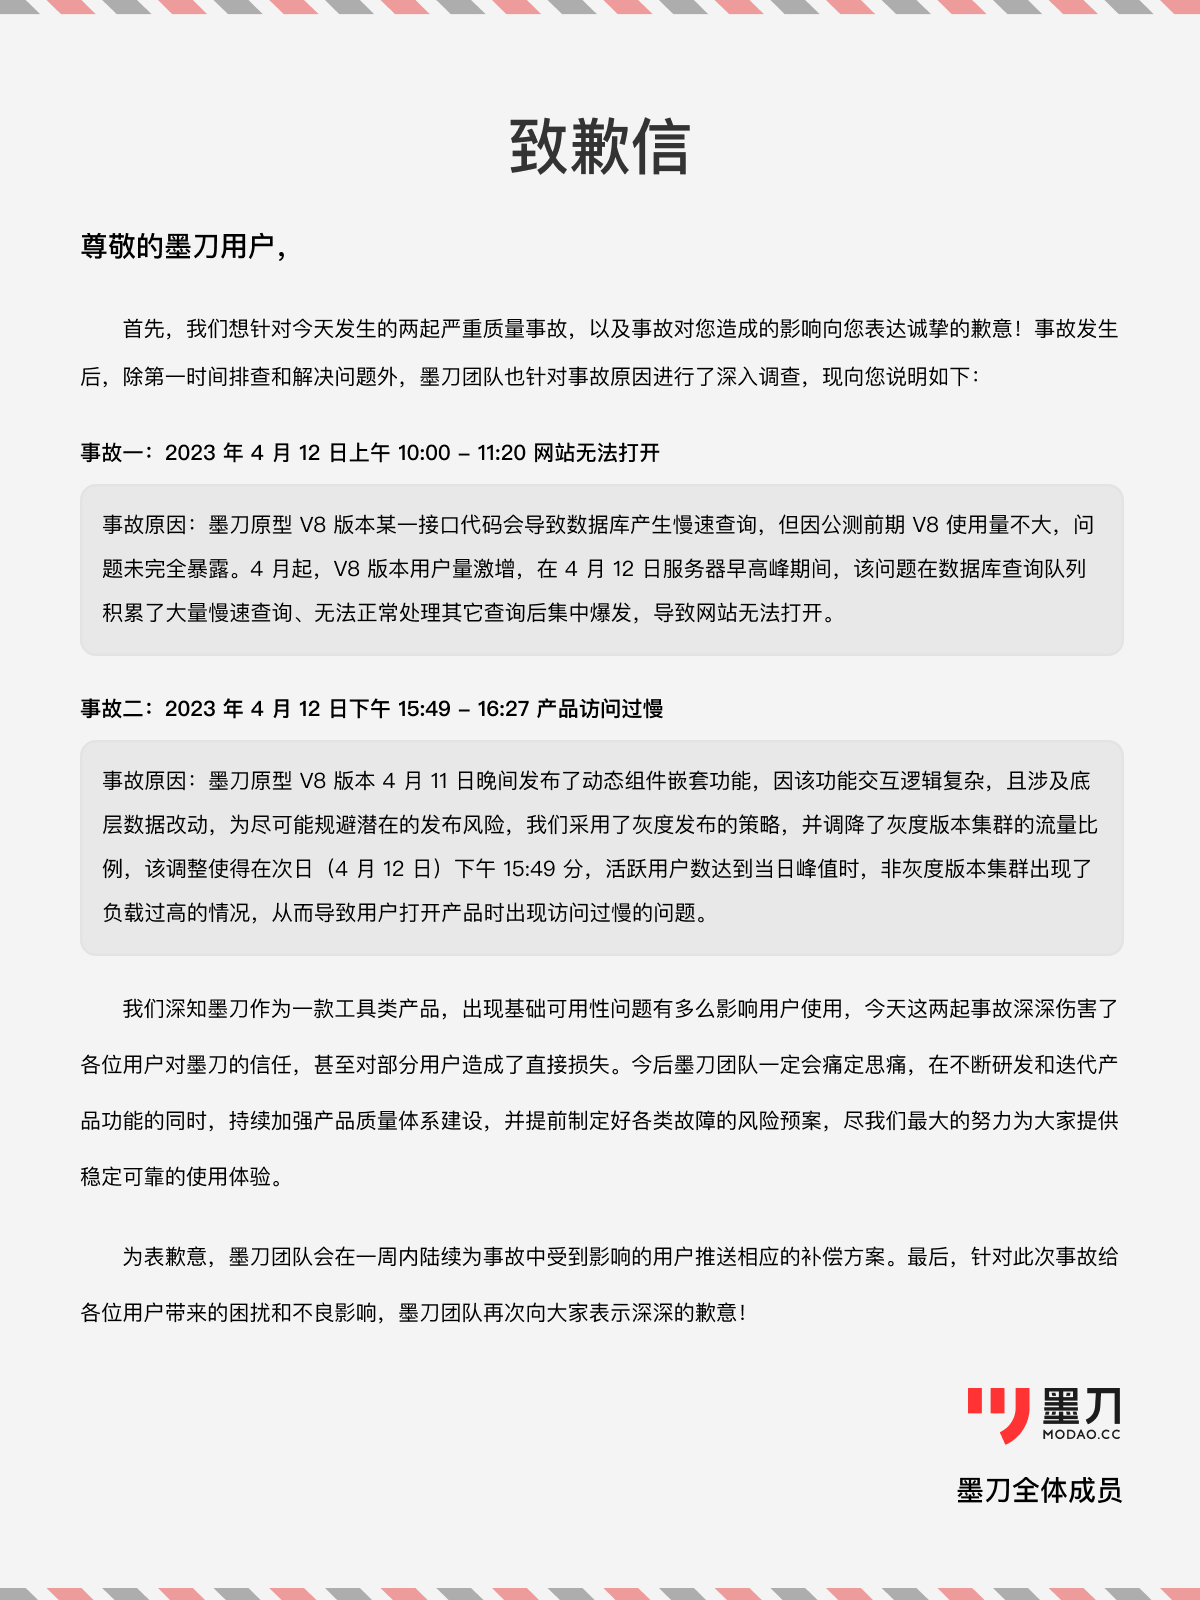 致歉信
尊敬的墨刀用户，
首先，我们想针对今天发生的两起严重质量事故，以及事故对您造成的影响向您表达诚挚的歉意！事故发生
后，除第一时间排查和解决问题外，墨刀团队也针对事故原因进行了深入调查，现向您说明如下：
事故一：2023 年 4 月 12 日上午 10:00 – 11:20 网站无法打开
事故原因：墨刀原型 V8 版本某一接口代码会导致数据库产生慢速查询，但因公测前期 V8 使用量不大，问
题未完全暴露。4 月起，V8 版本用户量激增，在 4 月 12 日服务器早高峰期间，该问题在数据库查询队列
积累了大量慢速查询、无法正常处理其它查询后集中爆发，导致网站无法打开。
事故二：2023 年 4 月 12 日下午 15:49 – 16:27 产品访问过慢
事故原因：墨刀原型 V8 版本 4 月 11 日晚间发布了动态组件嵌套功能，因该功能交互逻辑复杂，且涉及底
层数据改动，为尽可能规避潜在的发布风险，我们采用了灰度发布的策略，并调降了灰度版本集群的流量比
例，该调整使得在次日（4 月 12 日）下午 15:49 分，活跃用户数达到当日峰值时，非灰度版本集群出现了
负载过高的情况，从而导致用户打开产品时出现访问过慢的问题。
我们深知墨刀作为一款工具类产品，出现基础可用性问题有多么影响用户使用，今天这两起事故深深伤害了
各位用户对墨刀的信任，甚至对部分用户造成了直接损失。今后墨刀团队一定会痛定思痛，在不断研发和迭代产
品功能的同时，持续加强产品质量体系建设，并提前制定好各类故障的风险预案，尽我们最大的努力为大家提供
稳定可靠的使用体验。
为表歉意，墨刀团队会在一周内陆续为事故中受到影响的用户推送相应的补偿方案。最后，针对此次事故给
各位用户带来的困扰和不良影响，墨刀团队再次向大家表示深深的歉意！
墨刀
MODAO.CC
墨刀全体成员